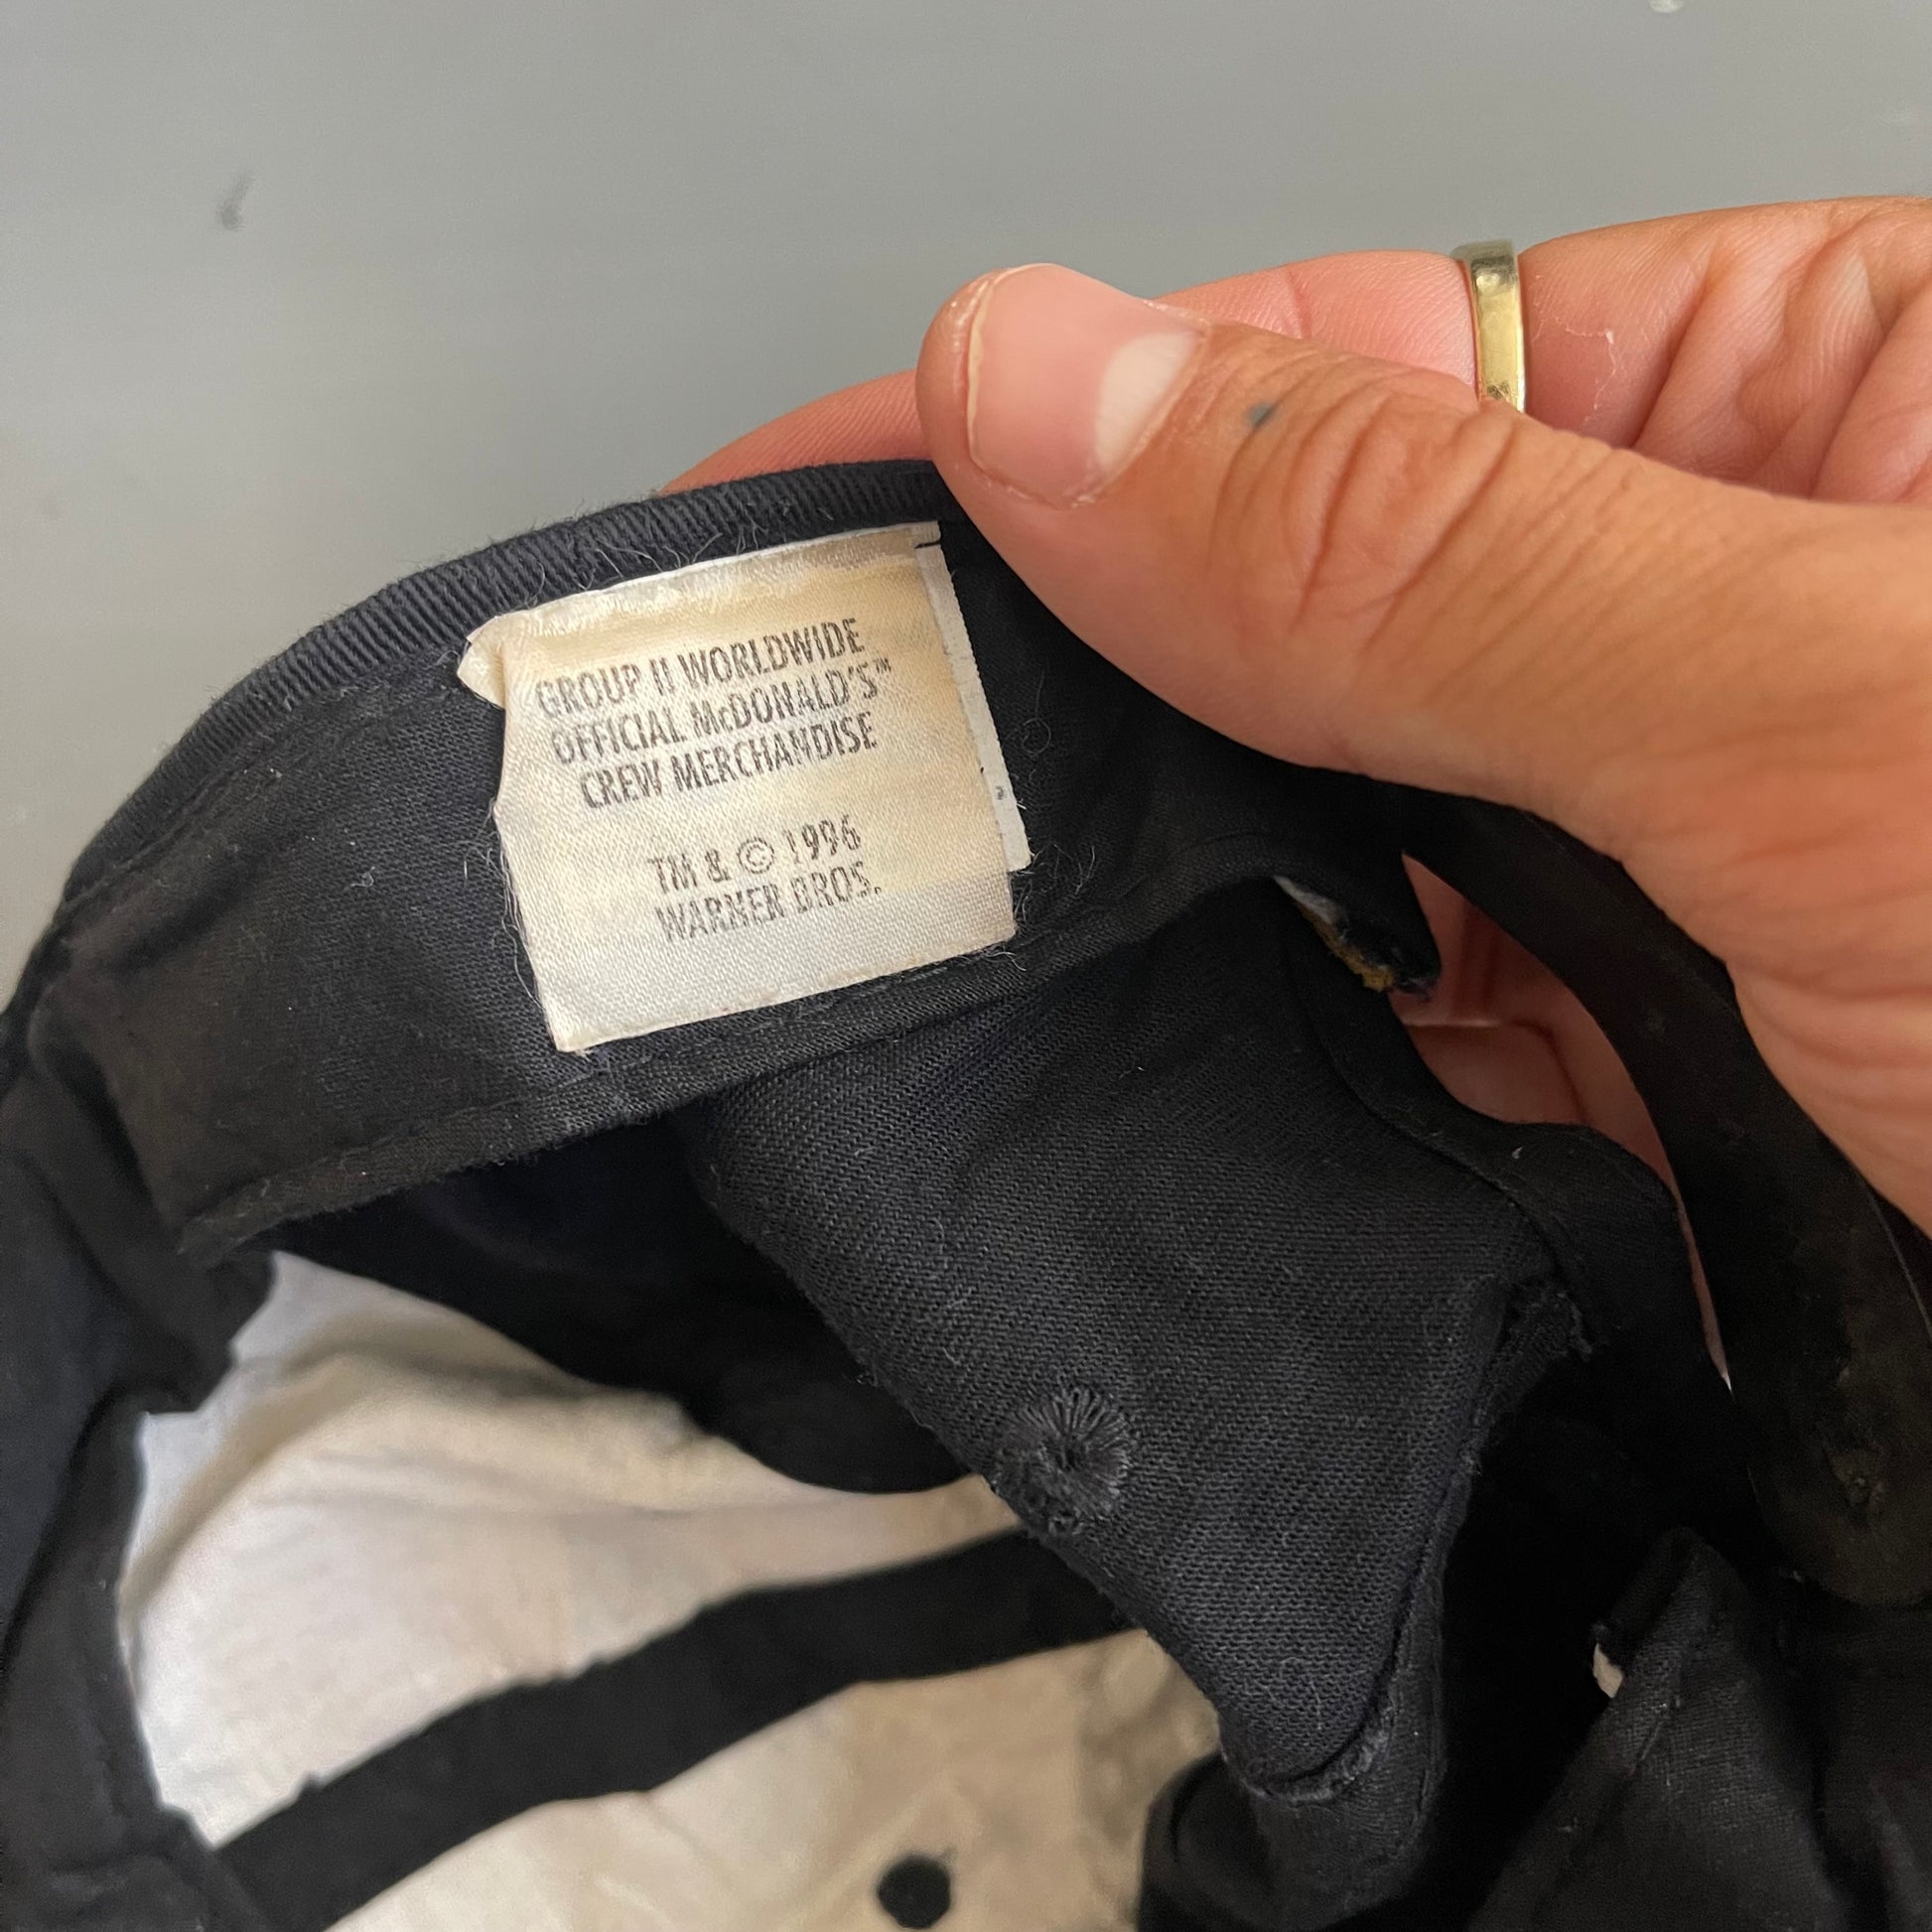 GROUP II WORLDWIDE
OFFICIAL McDONALD'S™
CREW MERCHANDISE
TM & © 1996
WARNER BROS.